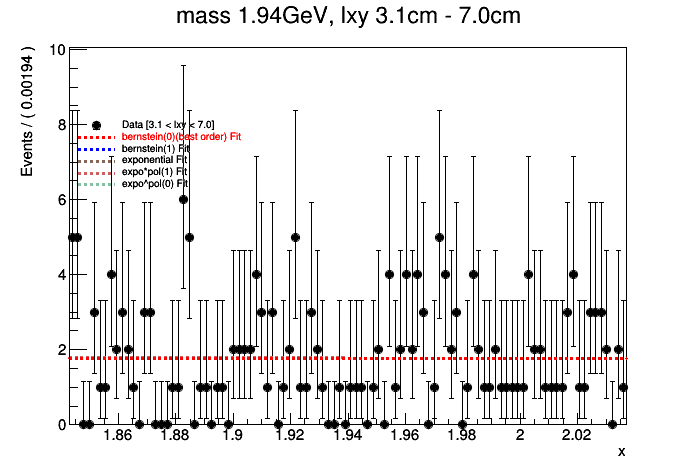 mass 1.94GeV, lxy 3.1cm - 7.0cm
Events / ( 0.00194 )
10
8
6
4
2
0
Data [3.1 < lxy < 7.0]
bernstein(0)(best order) Fit
bernstein(1) Fit
exponential Fit
expo*pol(1) Fit
expo^pol(0) Fit
1.86 1.88 1.9 1.92 1.94 1.96 1.98 2 2.02
x